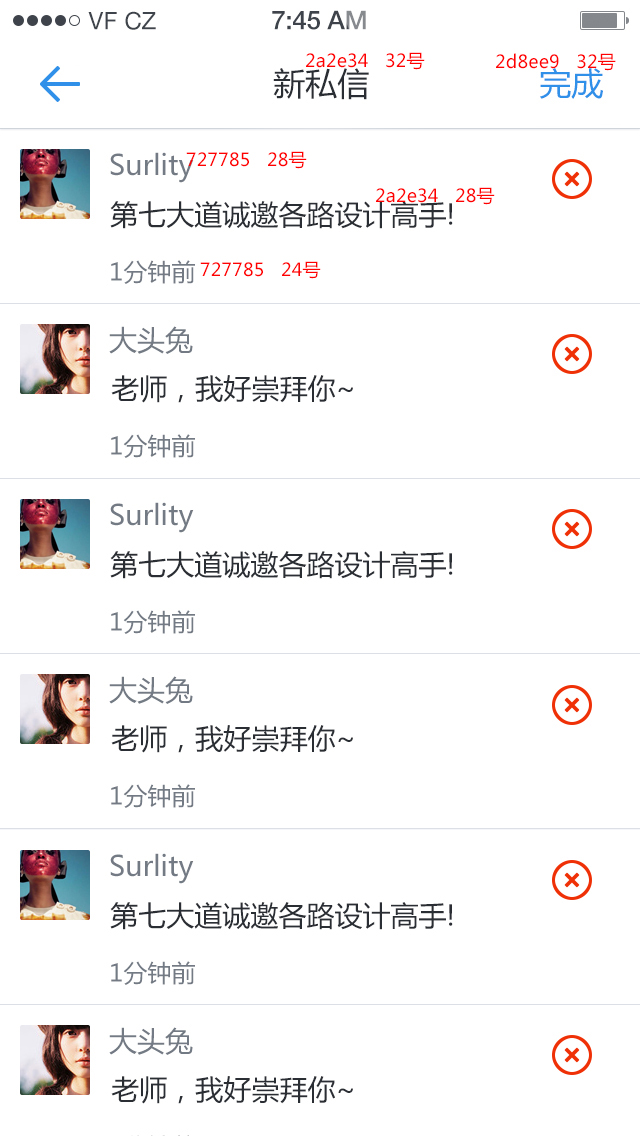 VF CZ 7:45 AM
2a2e34 32号 2d8ee9 32号
新私信 完成
Surlity 727785 28号
2a2e34 28号
第七大道诚邀各路设计高手!
1分钟前 727785 24号
大头兔
老师，我好崇拜你~
1分钟前
Surlity
第七大道诚邀各路设计高手!
1分钟前
大头兔
老师，我好崇拜你~
1分钟前
Surlity
第七大道诚邀各路设计高手!
1分钟前
大头兔
老师，我好崇拜你~